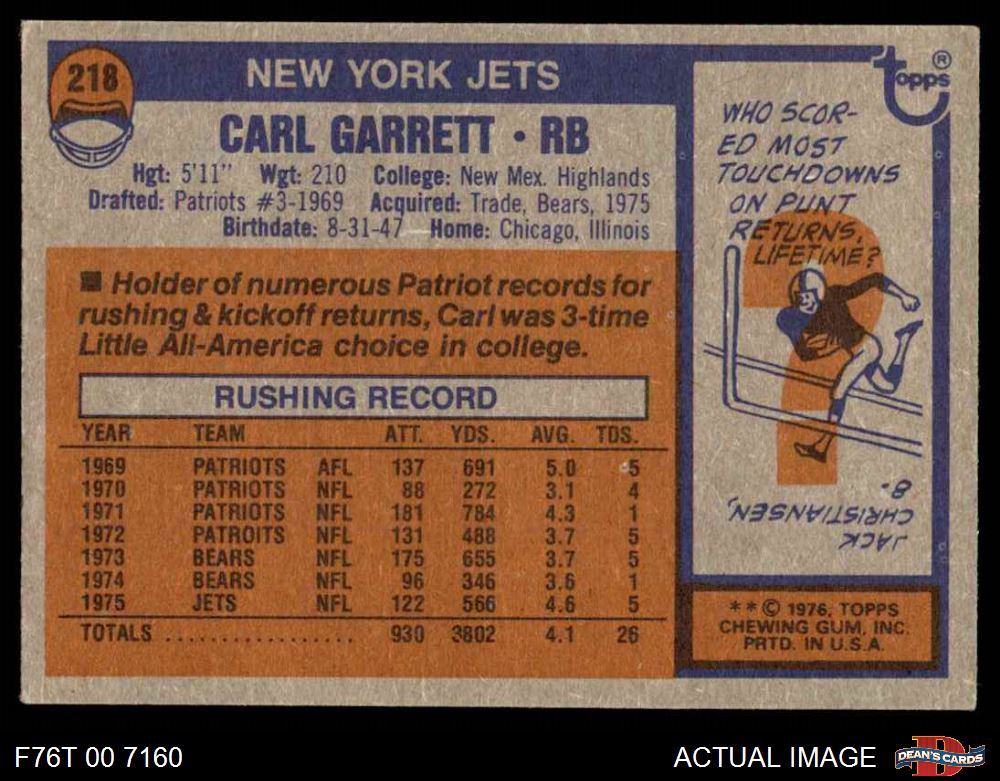 218
NEW YORK JETS
CARL GARRETT • RB
Hgt: 5'11" Wgt: 210 College: New Mex. Highlands
Drafted: Patriots #3-1969 Acquired: Trade, Bears, 1975
Birthdate: 8-31-47 Home: Chicago, Illinois
■ Holder of numerous Patriot records for
rushing & kickoff returns, Carl was 3-time
Little All-America choice in college.
RUSHING RECORD
YEAR TEAM ATT. YDS. AVG. TDS.
1969 PATRIOTS AFL 137 691 5.0 5
1970 PATRIOTS NFL 88 272 3.1 4
1971 PATRIOTS NFL 181 784 4.3 1
1972 PATROITS NFL 131 488 3.7 5
1973 BEARS NFL 175 655 3.7 5
1974 BEARS NFL 96 346 3.6 1
1975 JETS NFL 122 566 4.6 5
TOTALS .................. 930 3802 4.1 26
Topps ®
WHO SCOR-
ED MOST
TOUCHDOWNS
ON PUNT
RETURNS,
LIFETIME?
?
JACK
CHRISTIANSEN,
8.
** © 1976, TOPPS
CHEWING GUM, INC.
PRTD. IN U.S.A.
F76T 00 7160
ACTUAL IMAGE
D
DEAN'S CARDS